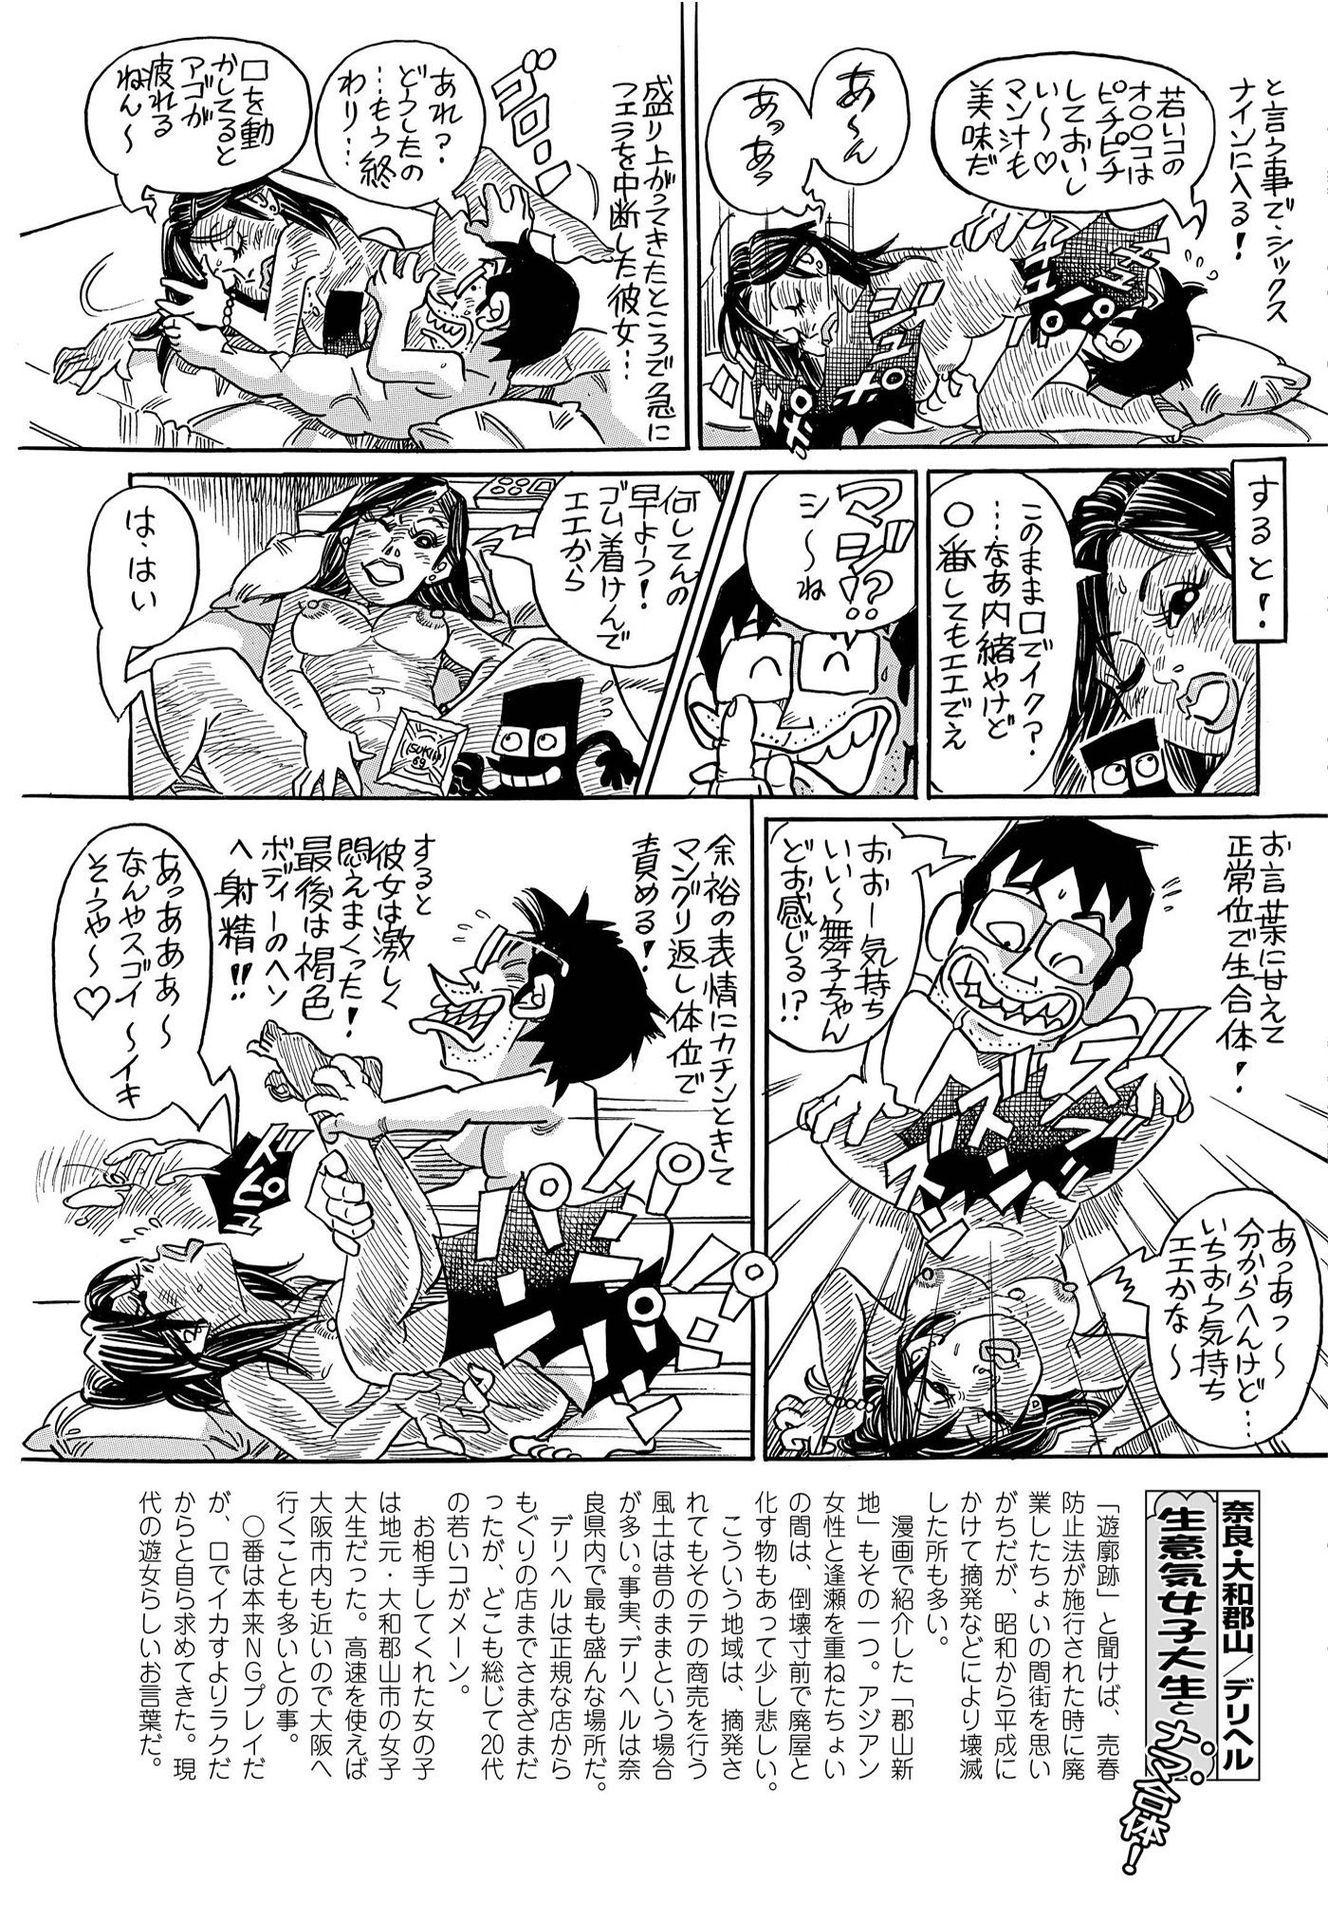 と言う事で、シックス
ナインに入る！
若いコの
オ〇〇コは
ピチピチ
しておいし
い〜♡
マン汁も
美味だ
あ〜ん
あっあっ
ギュポ
ギュポ
盛り上がってきたところで急に
フェラを中断した彼女…
ゴロン
あれ？
どうしたの
…もぅ終
わり…
口を動
かしてると
アゴが
疲れる
ねん〜
すると！
このまま口でイク？
…なあ内緒やけど
〇番してもエエでぇ
マジ!?
シ〜ね
何してんの
早よう！
ゴム着けんで
エエから
は、はい
お言葉に甘えて
正常位で生合体！
おお〜気持ち
いい〜舞子ちゃん
どお感じる!?
あっあっ〜
分からへんけど…
いちおう気持ち
エエかな〜
余裕の表情にカチンときて
マングリ返し体位で
責める！
すると
彼女は激しく
悶えまくった！
最後は褐色
ボディーのヘソ
へ射精!!
あっあああ〜
なんやスゴイ〜イキ
そうや〜♡
ドピュ
奈良・大和郡山／デリヘル
生意気女子大生と
ナマ合体！
「遊廓跡」と聞けば、売春
防止法が施行された時に廃
業したちょいの間街を思い
がちだが、昭和から平成に
かけて摘発などにより壊滅
した所も多い。
漫画で紹介した「郡山新
地」もその一つ。アジアン
女性と逢瀬を重ねたちょい
の間は、倒壊寸前で廃屋と
化す物もあって少し悲しい。
こういう地域は、摘発さ
れてもそのテの商売を行う
風土は昔のままという場合
が多い。事実、デリヘルは奈
良県内で最も盛んな場所だ。
デリヘルは正規な店から
もぐりの店までさまざまだ
ったが、どこも総じて20代
の若いコがメーン。
お相手してくれた女の子
は地元・大和郡山市の女子
大生だった。高速を使えば
大阪市内も近いので大阪へ
行くことも多いとの事。
〇番は本来NGプレイだ
が、口でイカすよりラクだ
からと自ら求めてきた。現
代の遊女らしいお言葉だ。